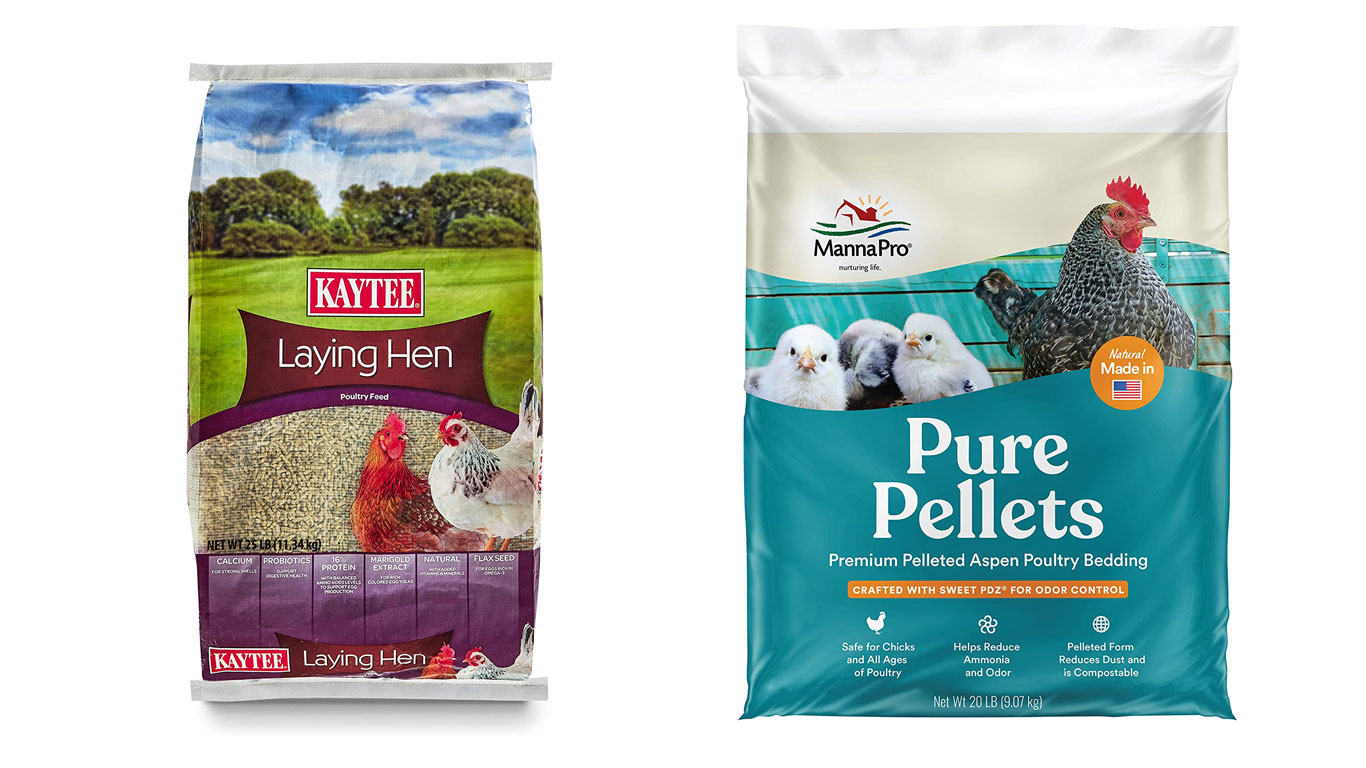 KAYTEE
Laying Hen
Poultry Feed
NET WT 25 LB (11.34 kg)
CALCIUM
FOR STRONG SHELLS
PROBIOTICS
SUPPORT
DIGESTIVE HEALTH
16%
PROTEIN
WITH BALANCED
AMINO ACIDS LEVELS
TO SUPPORT EGG
PRODUCTION
MARIGOLD
EXTRACT
FOR RICH
COLORED EGG YOLKS
NATURAL
WITH ADDED
VITAMINS & MINERALS
FLAX SEED
FOR EGGS RICH IN
OMEGA-3
KAYTEE Laying Hen
MannaPro®
nurturing life.
Natural
Made in
Pure
Pellets
Premium Pelleted Aspen Poultry Bedding
CRAFTED WITH SWEET PDZ® FOR ODOR CONTROL
Safe for Chicks
and All Ages
of Poultry
Helps Reduce
Ammonia
and Odor
Pelleted Form
Reduces Dust and
is Compostable
Net Wt 20 LB (9.07 kg)